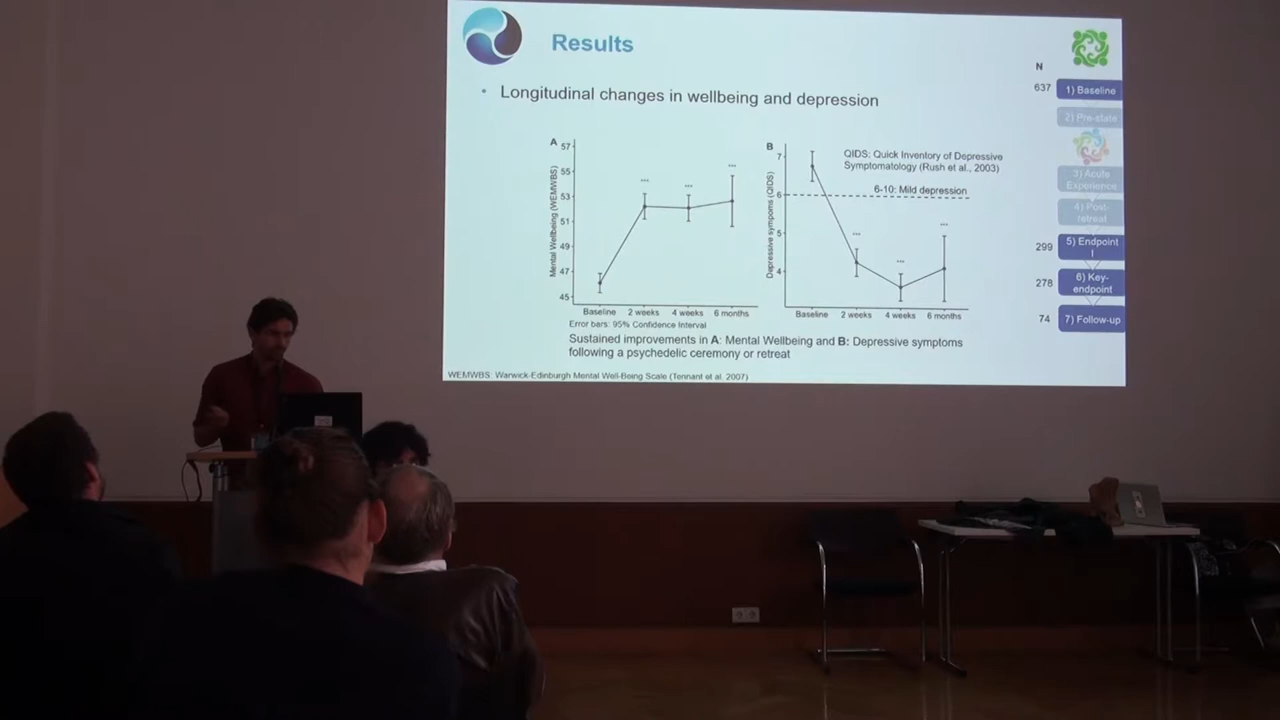 Results
• Longitudinal changes in wellbeing and depression
A
57
55
53
51
49
47
45
Mental Wellbeing (WEMWBS)
***
***
***
Baseline 2 weeks 4 weeks 6 months
Error bars: 95% Confidence Interval
B
7
6
5
4
Depressive sympoms (QIDS)
QIDS: Quick Inventory of Depressive
Symptomatology (Rush et al., 2003)
6-10: Mild depression
***
***
***
Baseline 2 weeks 4 weeks 6 months
Sustained improvements in A: Mental Wellbeing and B: Depressive symptoms
following a psychedelic ceremony or retreat
WEMWBS: Warwick-Edinburgh Mental Well-Being Scale (Tennant et al. 2007)
N
637 1) Baseline
2) Pre-state
3) Acute
Experience
4) Post-
retreat
299 5) Endpoint
1
278 6) Key-
endpoint
74 7) Follow-up